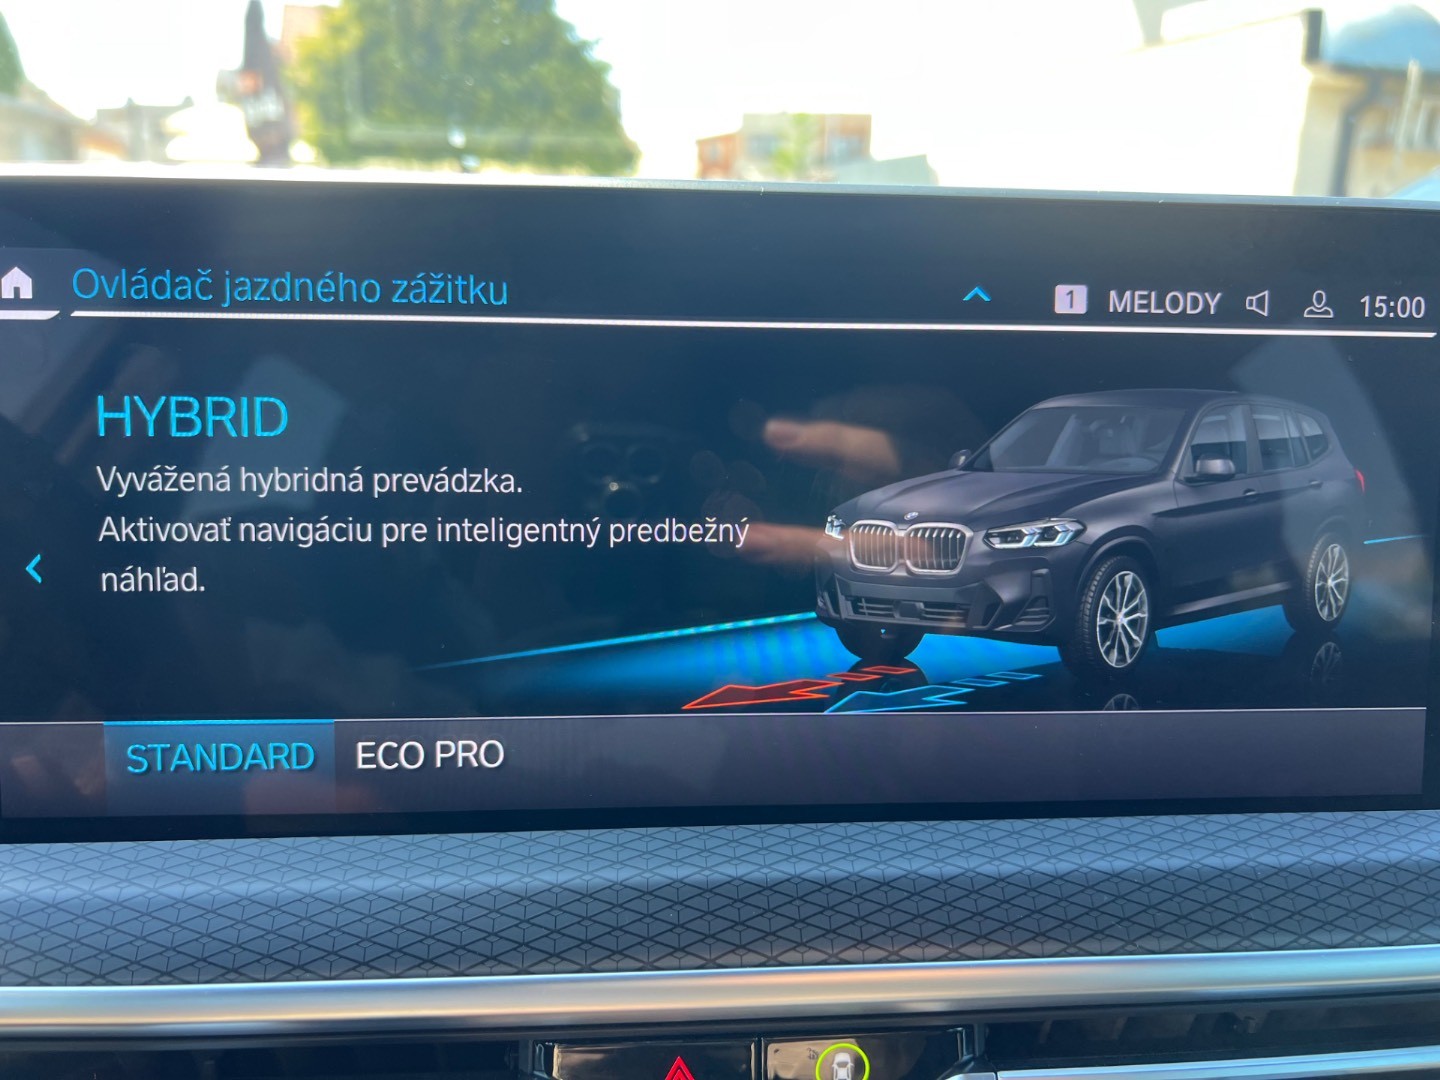 Ovládač jazdného zážitku
1 MELODY 15:00
HYBRID
Vyvážená hybridná prevádzka.
Aktivovať navigáciu pre inteligentný predbežný
náhľad.
STANDARD ECO PRO